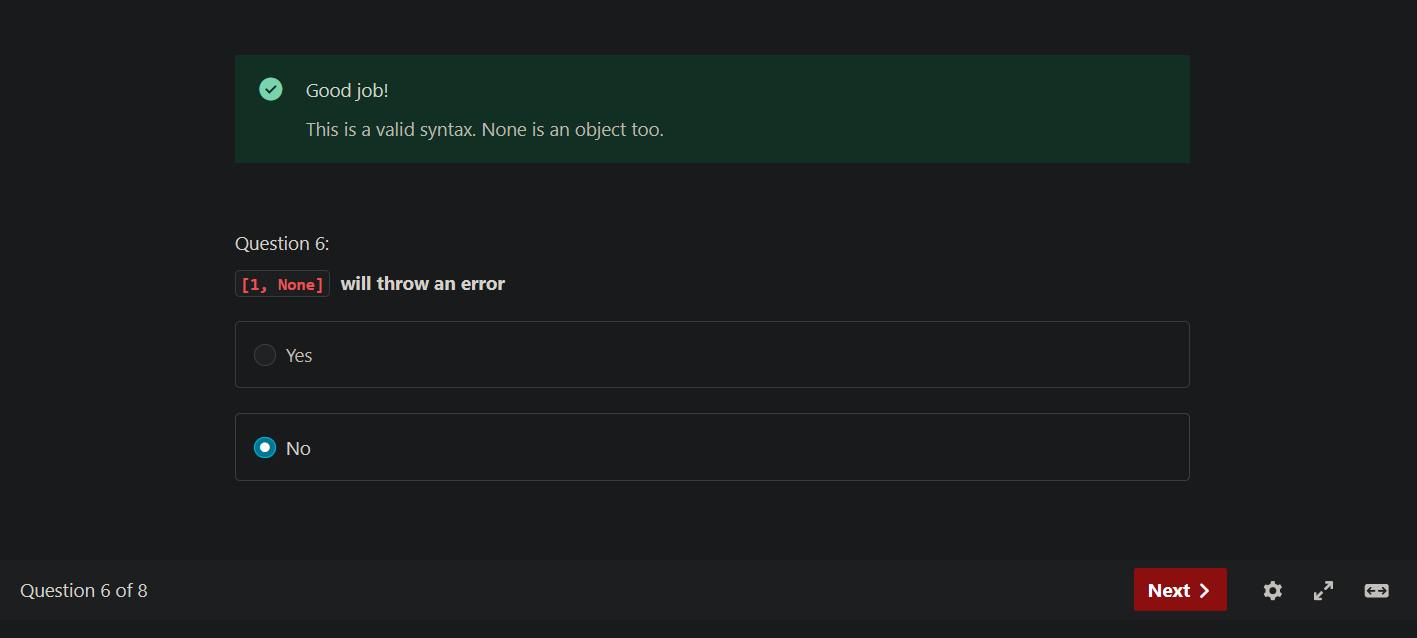 Good job!
This is a valid syntax. None is an object too.
Question 6:
[1, None] will throw an error
Yes
No
Question 6 of 8
Next